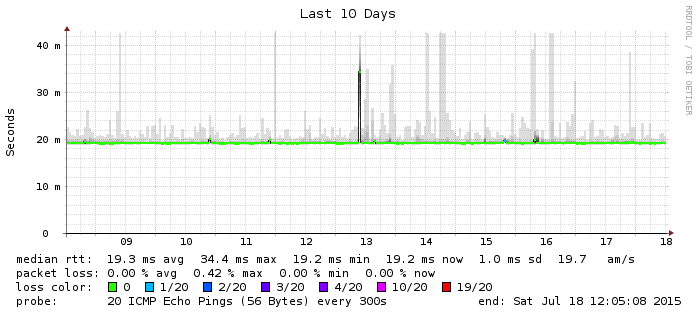 Last 10 Days
RRDTOOL / TOBI OETIKER
Seconds
40 m
30 m
20 m
10 m
0
09 10 11 12 13 14 15 16 17 18
median rtt: 19.3 ms avg 34.4 ms max 19.2 ms min 19.2 ms now 1.0 ms sd 19.7 am/s
packet loss: 0.00 % avg 0.42 % max 0.00 % min 0.00 % now
loss color: 0 1/20 2/20 3/20 4/20 10/20 19/20
probe: 20 ICMP Echo Pings (56 Bytes) every 300s end: Sat Jul 18 12:05:08 2015